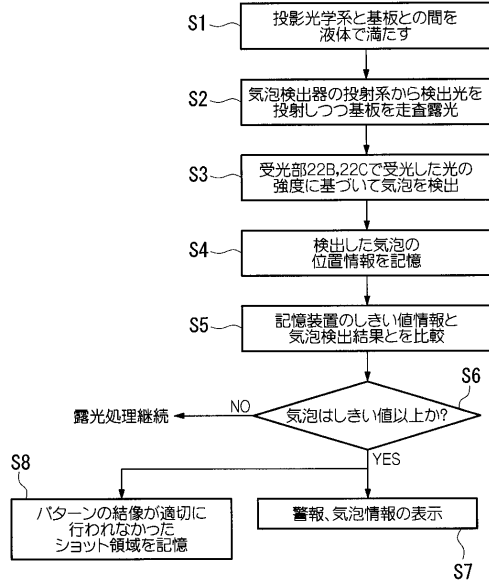 S1
投影光学系と基板との間を
液体で満たす
S2
気泡検出器の投射系から検出光を
投射しつつ基板を走査露光
S3
受光部22B,22Cで受光した光の
強度に基づいて気泡を検出
S4
検出した気泡の
位置情報を記憶
S5
記憶装置のしきい値情報と
気泡検出結果とを比較
S6
気泡はしきい値以上か?
NO
露光処理継続
YES
S8
パターンの結像が適切に
行われなかった
ショット領域を記憶
警報、気泡情報の表示
S7